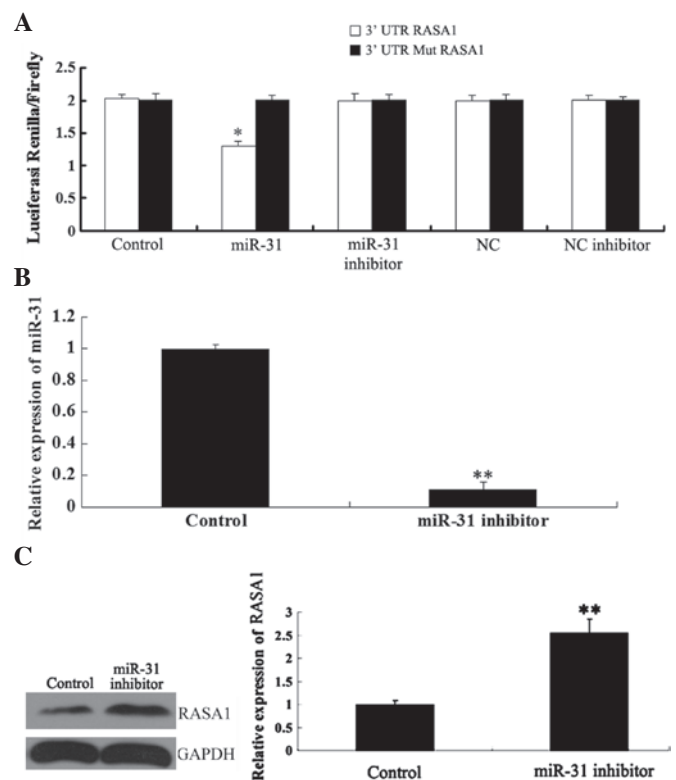 A
3' UTR RASA1
3' UTR Mut RASA1
Luciferasi Renilla/Firefly
2.5
2
1.5
1
0.5
0
*
Control
miR-31
miR-31
inhibitor
NC
NC inhibitor
B
Relative expression of miR-31
1.2
1
0.8
0.6
0.4
0.2
0
**
Control
miR-31 inhibitor
C
Control
miR-31
inhibitor
RASA1
GAPDH
Relative expression of RASA1
3
2.5
2
1.5
1
0.5
0
**
Control
miR-31 inhibitor